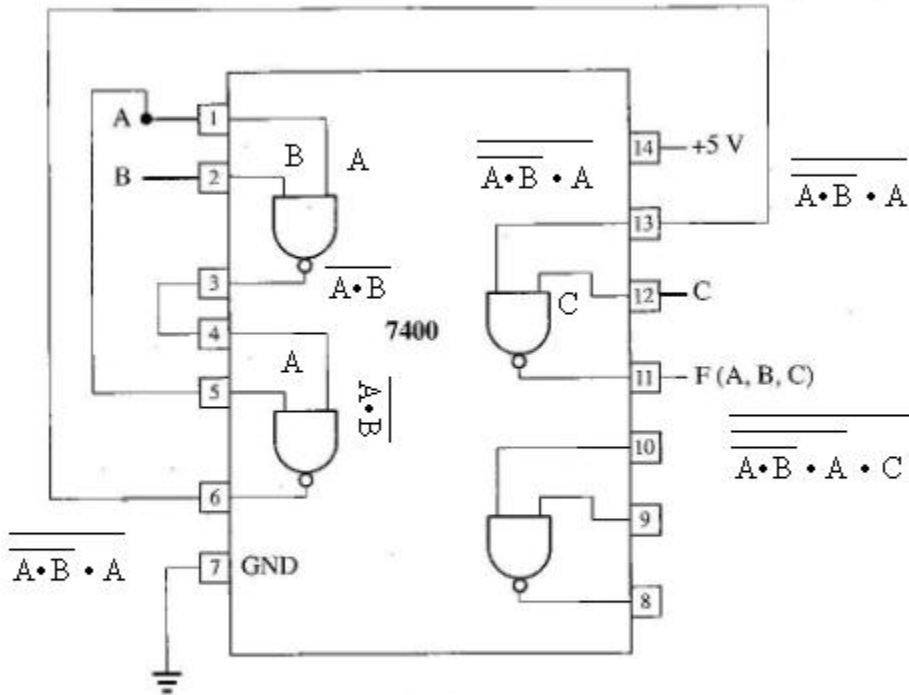 A
1
B
2
B
A
3
A•B
4
A
5
A•B
6
A•B • A
7
GND
7400
A•B • A
14
+5 V
A•B • A
13
12
C
C
11
F (A, B, C)
10
A•B • A • C
9
8